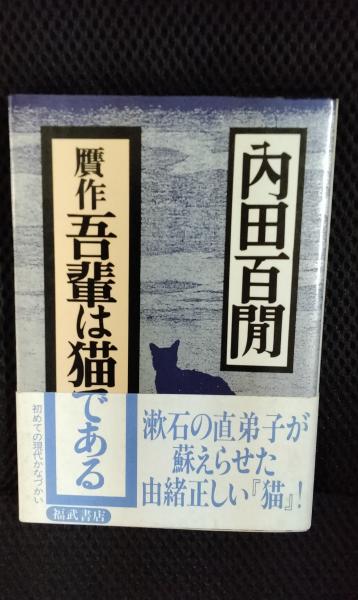 内田百閒
贋作吾輩は猫である
漱石の直弟子が
蘇えらせた
由緒正しい『猫』!
初めての現代かなづかい
福武書店